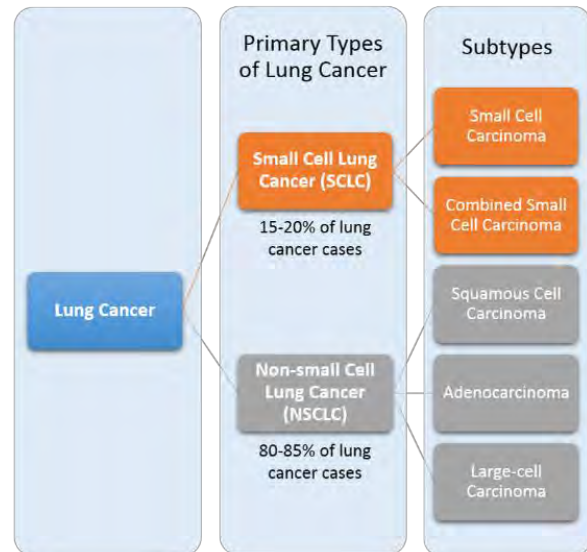 Primary Types
of Lung Cancer
Subtypes
Lung Cancer
Small Cell Lung
Cancer (SCLC)
15-20% of lung
cancer cases
Non-small Cell
Lung Cancer
(NSCLC)
80-85% of lung
cancer cases
Small Cell
Carcinoma
Combined Small
Cell Carcinoma
Squamous Cell
Carcinoma
Adenocarcinoma
Large-cell
Carcinoma